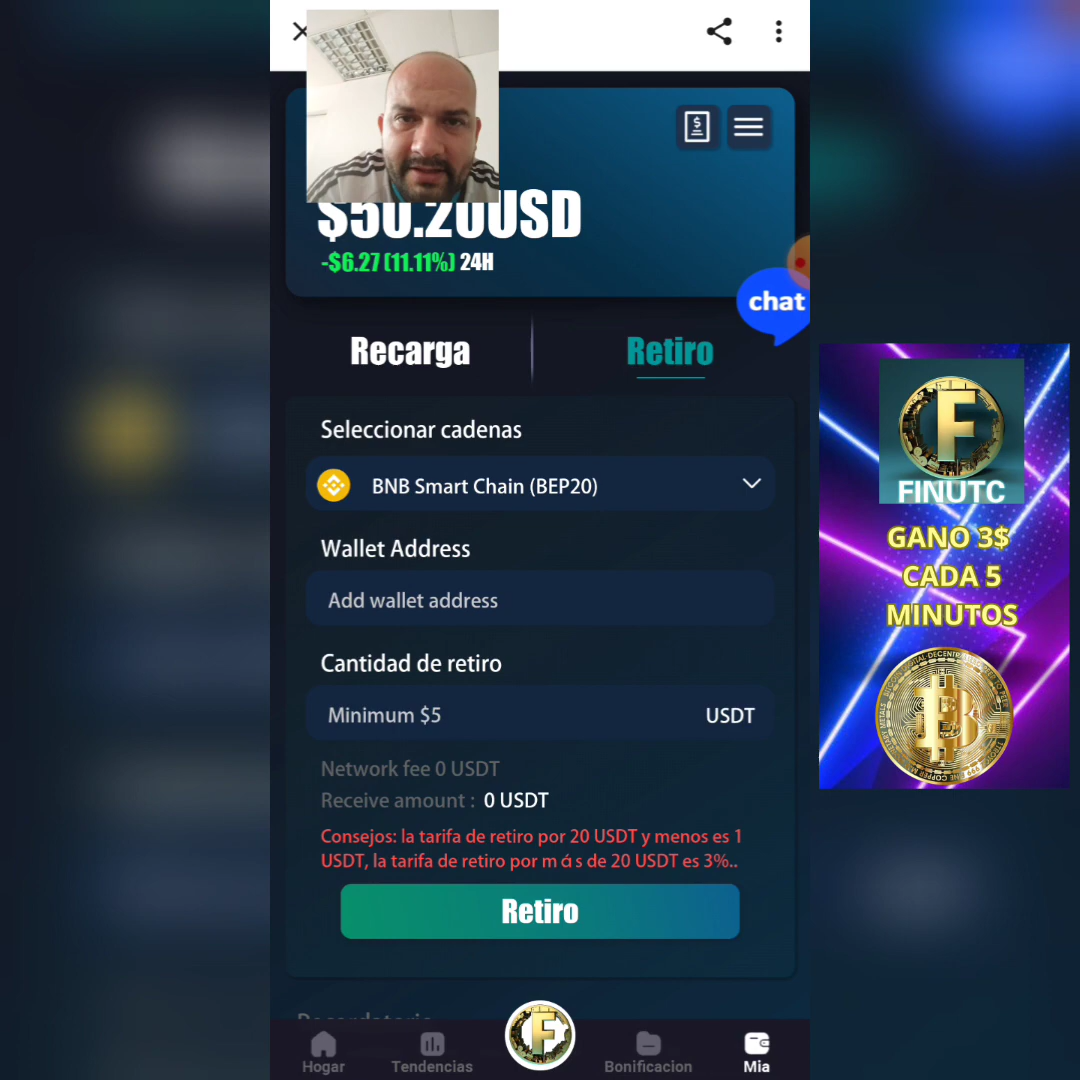 $50.20USD
-$6.27 (11.11%) 24H
chat
Recarga
Retiro
Seleccionar cadenas
BNB Smart Chain (BEP20)
Wallet Address
Add wallet address
Cantidad de retiro
Minimum $5
USDT
Network fee 0 USDT
Receive amount : 0 USDT
Consejos: la tarifa de retiro por 20 USDT y menos es 1
USDT, la tarifa de retiro por m á s de 20 USDT es 3%..
Retiro
Hogar
Tendencias
Bonificacion
Mia
F
FINUTC
GANO 3$
CADA 5
MINUTOS